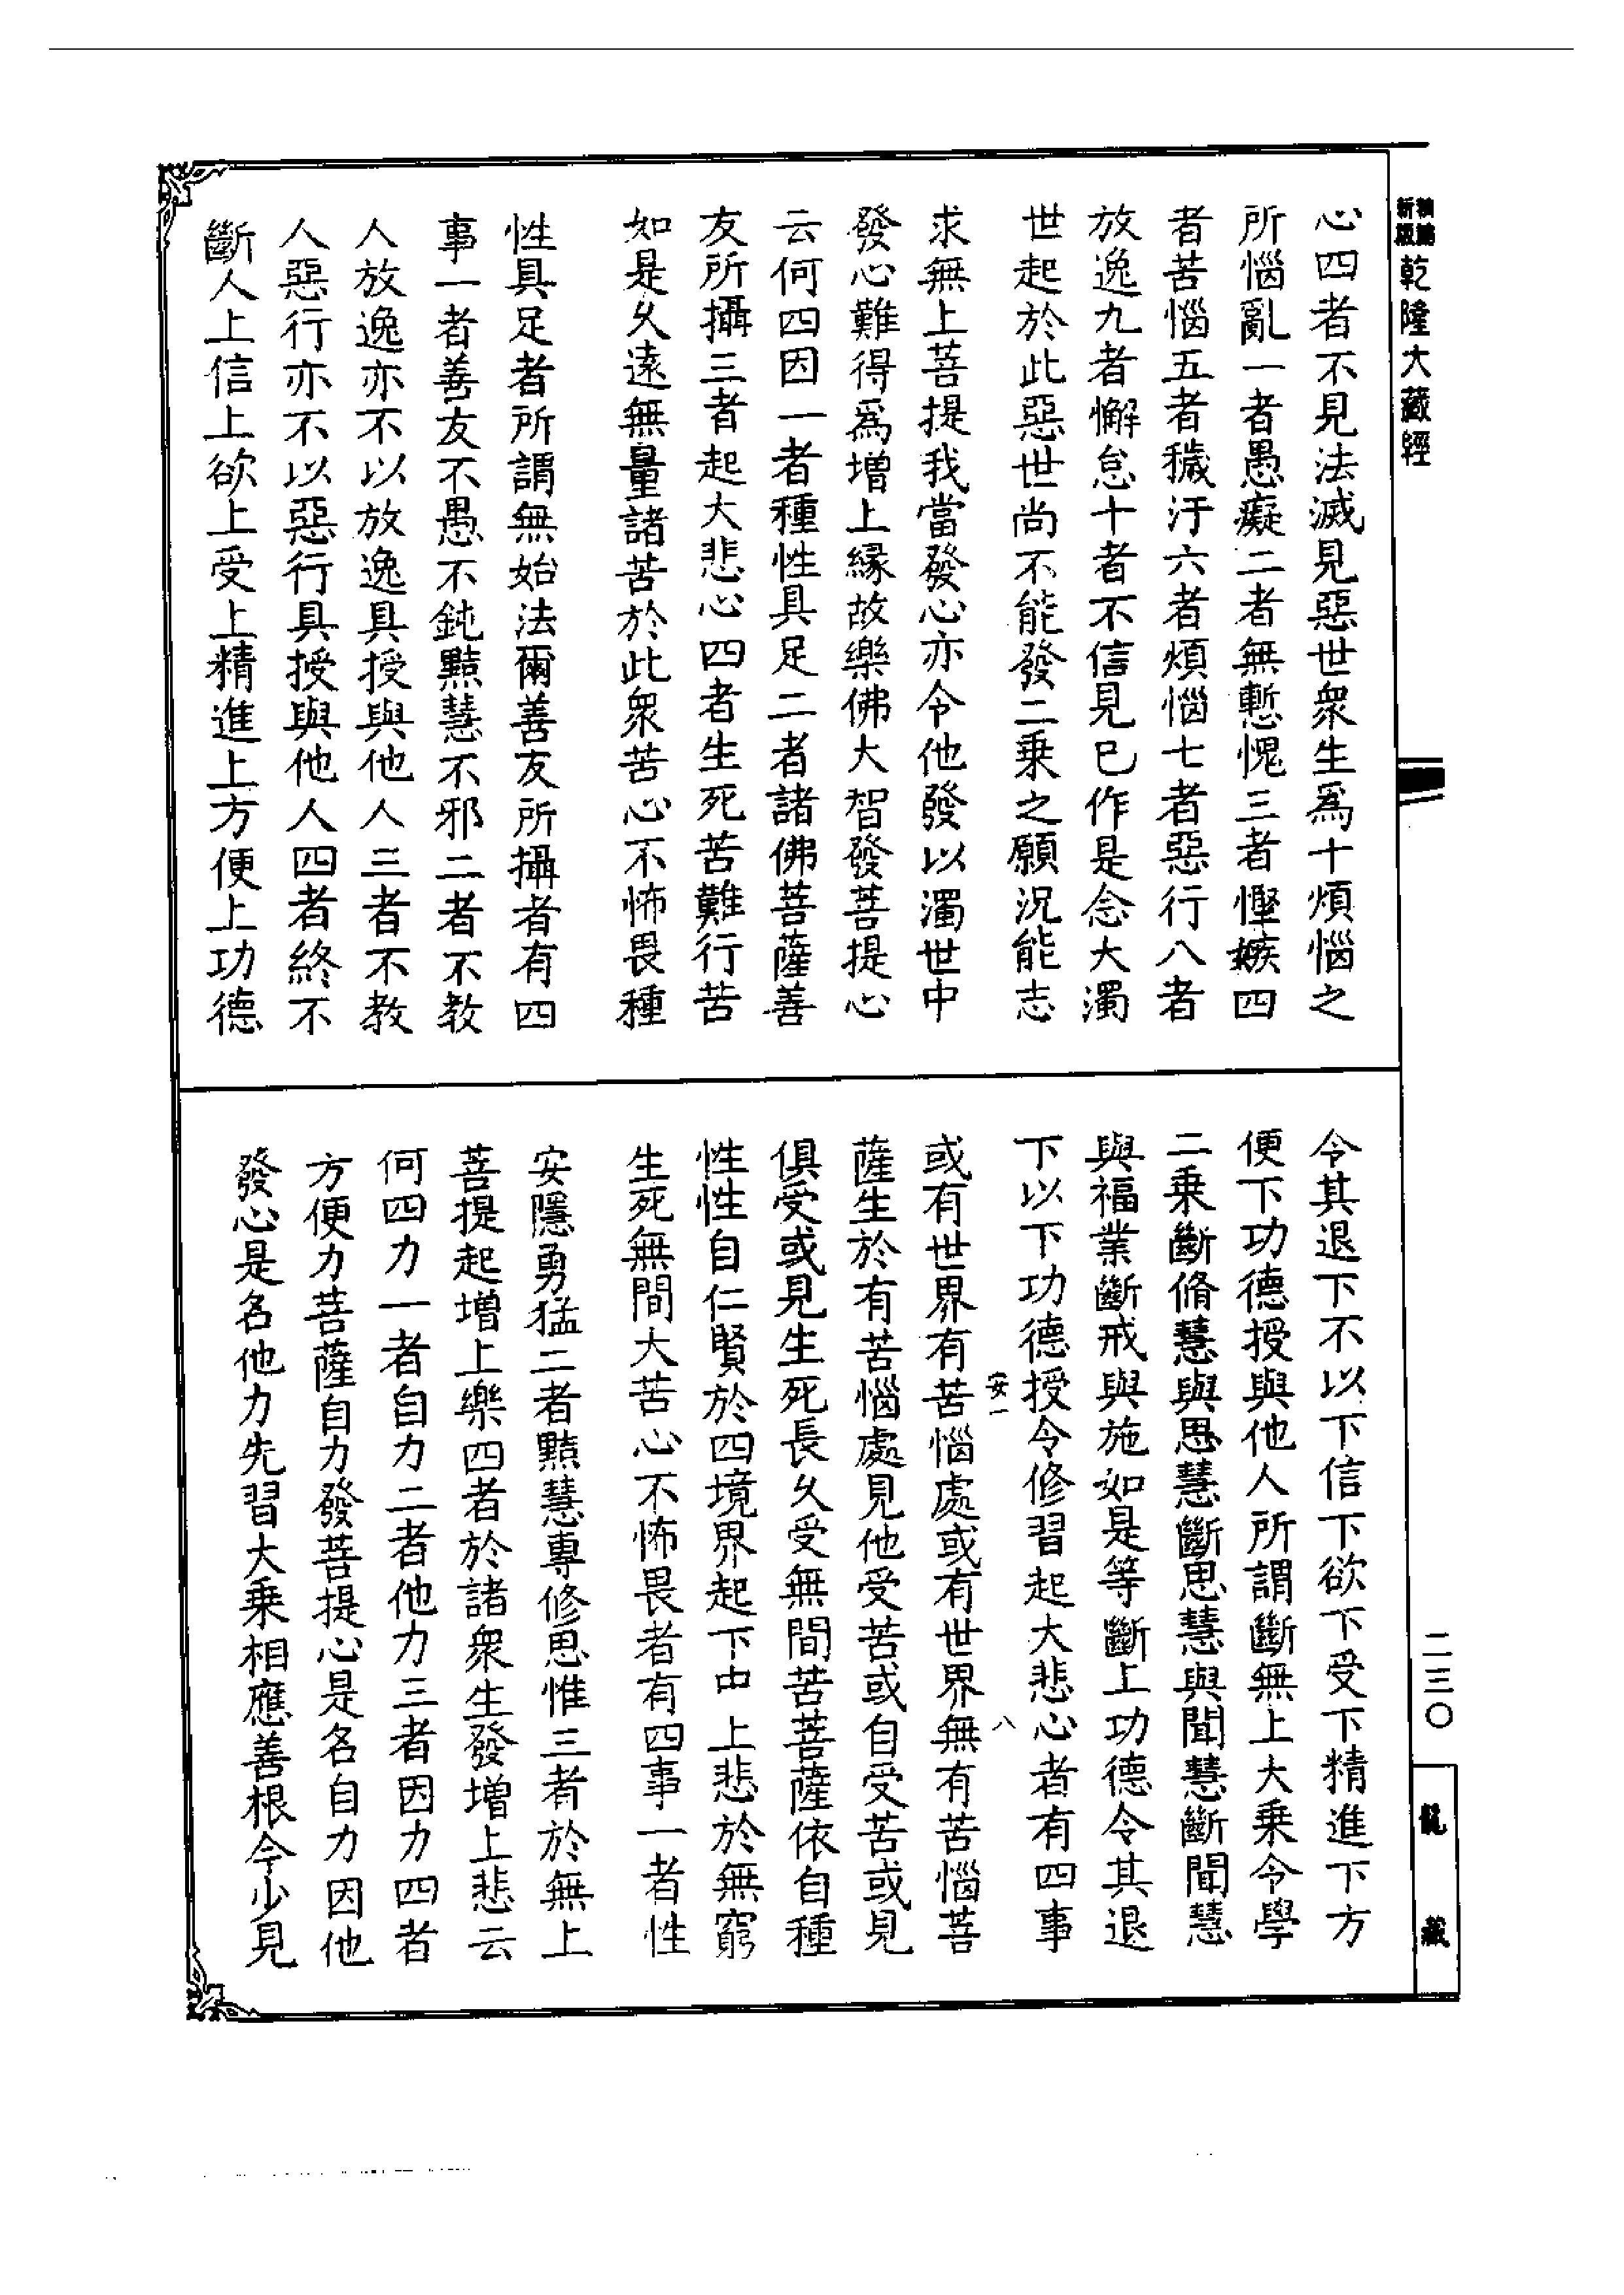 乾隆大藏經
心四者不見法滅見惡世衆生爲十煩惱之
所惱亂一者愚癡二者無慙愧三者慳嫉四
者苦惱五者穢汙六者煩惱七者惡行八者
放逸九者懈怠十者不信見巳作是念大濁
世起於此惡世尚不能發二乘之願況能志
求無上菩提我當發心亦令他發以濁世中
發心難得爲增上緣故樂佛大智發菩提心
云何四因一者種性具足二者諸佛菩薩善
友所攝三者起大悲心四者生死苦難行苦
如是久遠無量諸苦於此衆苦心不怖畏種
性具足者所謂無始法爾善友所攝者有四
事一者善友不愚不鈍黠慧不邪二者不教
人放逸亦不以放逸具授與他人三者不教
人惡行亦不以惡行具授與他人四者終不
斷人上信上欲上受上精進上方便上功德
令其退下不以下信下欲下受下精進下方
便下功德授與他人所謂斷無上大乘令學
二乘斷脩慧與思慧斷思慧與聞慧斷聞慧
與福業斷戒與施如是等斷上功德令其退
下以下功德授令修習起大悲心者有四事
安一
八
或有世界有苦惱處或有世界無有苦惱菩
薩生於有苦惱處見他受苦或自受苦或見
俱受或見生死長久受無間苦菩薩依自種
性性自仁賢於四境界起下中上悲於無窮
生死無間大苦心不怖畏者有四事一者性
安隱勇猛二者黠慧專修思惟三者於無上
菩提起增上樂四者於諸衆生發增上悲云
何四力一者自力二者他力三者因力四者
方便力菩薩自力發菩提心是名自力因他
發心是名他力先習大乘相應善根今少見
二三〇
龍藏